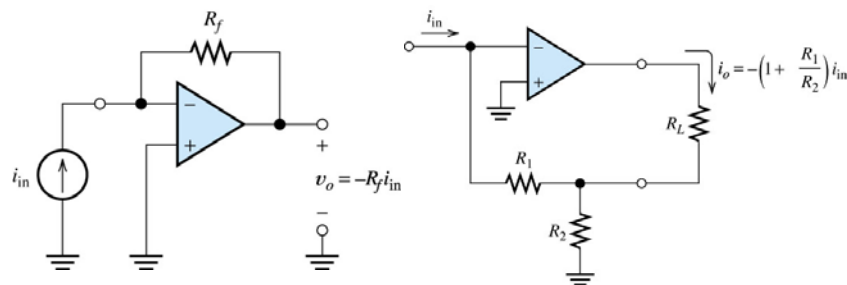 R_f
−
+
i_in
+
v_o = −R_f i_in
−
i_in
−
+
i_o = −(1 + R_1/R_2) i_in
R_L
R_1
R_2